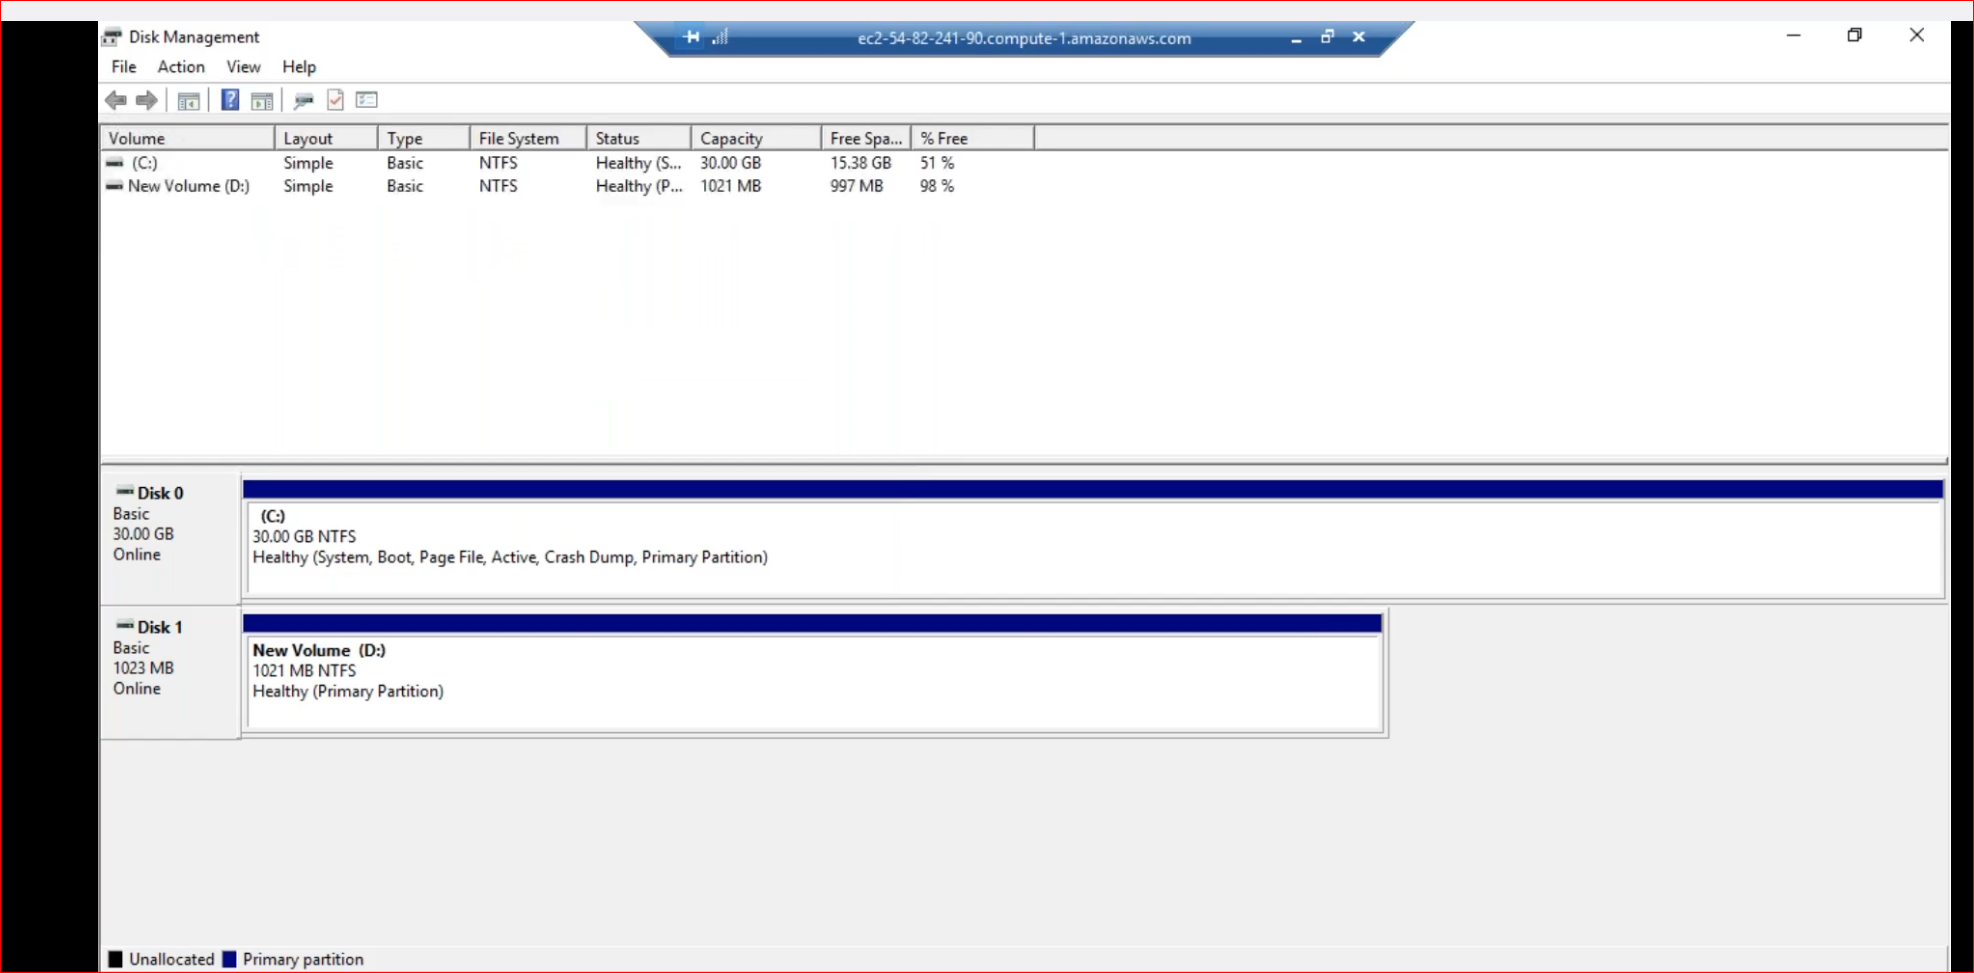 Disk Management
ec2-54-82-241-90.compute-1.amazonaws.com
File Action View Help
Volume Layout Type File System Status Capacity Free Spa... % Free
(C:) Simple Basic NTFS Healthy (S... 30.00 GB 15.38 GB 51 %
New Volume (D:) Simple Basic NTFS Healthy (P... 1021 MB 997 MB 98 %
Disk 0
Basic
30.00 GB
Online
(C:)
30.00 GB NTFS
Healthy (System, Boot, Page File, Active, Crash Dump, Primary Partition)
Disk 1
Basic
1023 MB
Online
New Volume (D:)
1021 MB NTFS
Healthy (Primary Partition)
Unallocated Primary partition